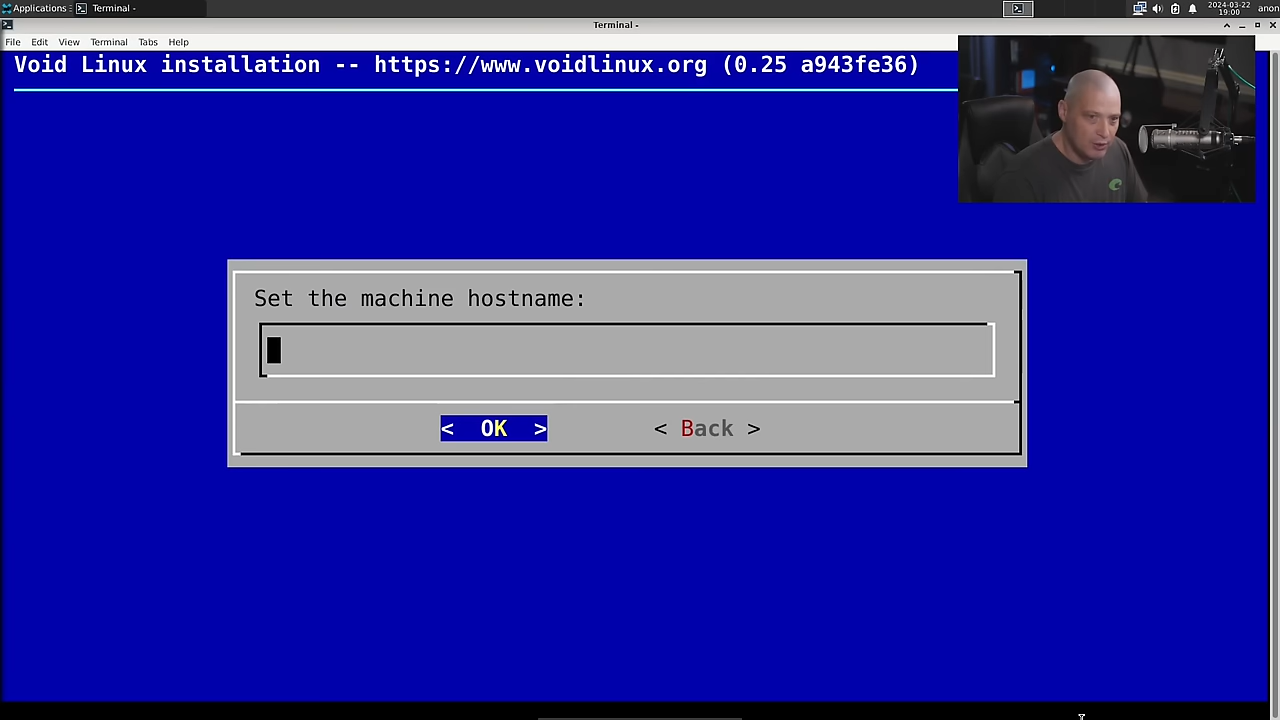 Applications
Terminal -
2024-03-22
19:00
anon
Terminal -
File Edit View Terminal Tabs Help
Void Linux installation -- https://www.voidlinux.org (0.25 a943fe36)
Set the machine hostname:
< OK > < Back >